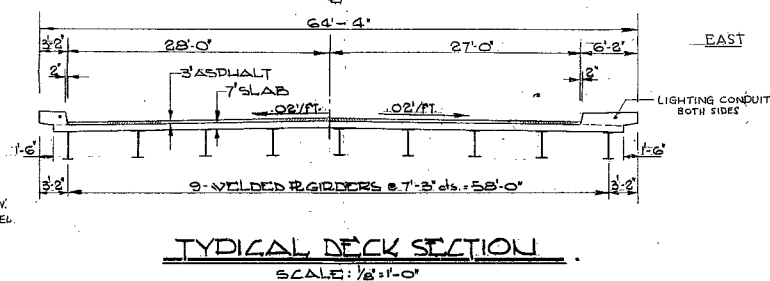 64'-4"
3'-2" 28'-0" 27'-0" 6'-2" EAST
2" 2"
3" ASPHALT
7" SLAB
.02'/FT. .02'/FT.
LIGHTING CONDUIT
BOTH SIDES
1'-6" 1'-6"
3'-2" 9-WELDED PL GIRDERS @ 7'-3" c/s. = 58'-0" 3'-2"
TYPICAL DECK SECTION
SCALE: 1/8"=1'-0"